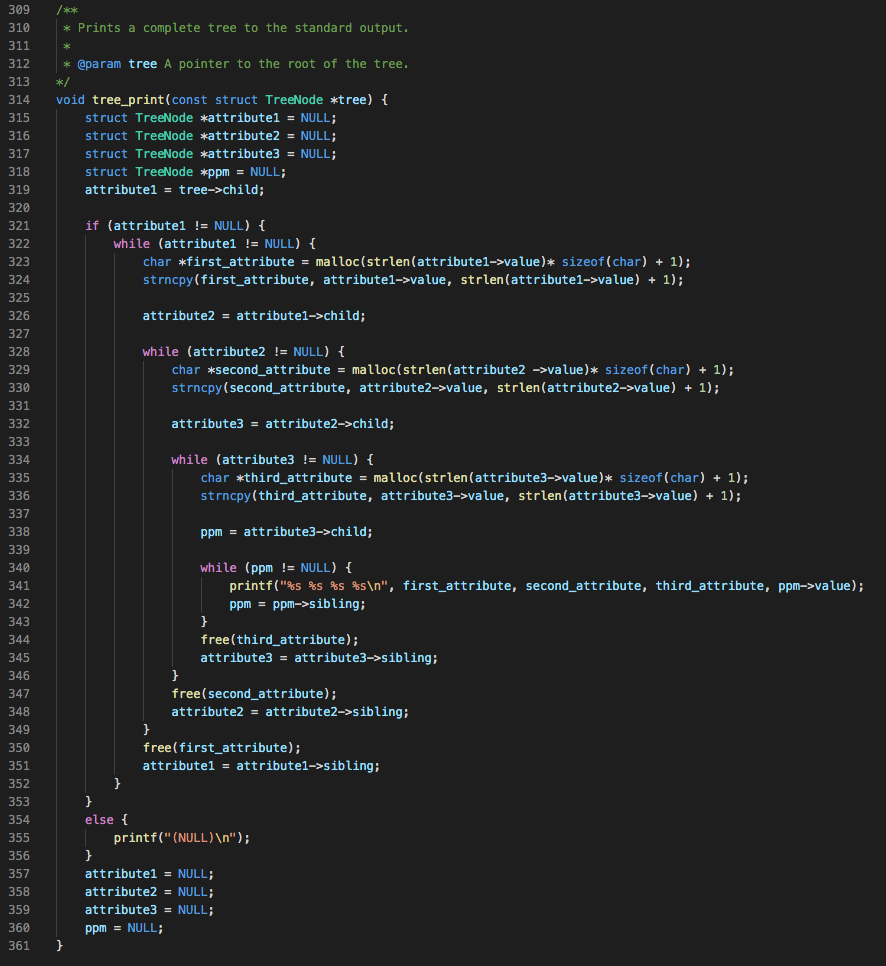 309 /**
310  * Prints a complete tree to the standard output.
311  *
312  * @param tree A pointer to the root of the tree.
313 */
314 void tree_print(const struct TreeNode *tree) {
315     struct TreeNode *attribute1 = NULL;
316     struct TreeNode *attribute2 = NULL;
317     struct TreeNode *attribute3 = NULL;
318     struct TreeNode *ppm = NULL;
319     attribute1 = tree->child;
320
321     if (attribute1 != NULL) {
322         while (attribute1 != NULL) {
323             char *first_attribute = malloc(strlen(attribute1->value)* sizeof(char) + 1);
324             strncpy(first_attribute, attribute1->value, strlen(attribute1->value) + 1);
325
326             attribute2 = attribute1->child;
327
328             while (attribute2 != NULL) {
329                 char *second_attribute = malloc(strlen(attribute2 ->value)* sizeof(char) + 1);
330                 strncpy(second_attribute, attribute2->value, strlen(attribute2->value) + 1);
331
332                 attribute3 = attribute2->child;
333
334                 while (attribute3 != NULL) {
335                     char *third_attribute = malloc(strlen(attribute3->value)* sizeof(char) + 1);
336                     strncpy(third_attribute, attribute3->value, strlen(attribute3->value) + 1);
337
338                     ppm = attribute3->child;
339
340                     while (ppm != NULL) {
341                         printf("%s %s %s %s\n", first_attribute, second_attribute, third_attribute, ppm->value);
342                         ppm = ppm->sibling;
343                     }
344                     free(third_attribute);
345                     attribute3 = attribute3->sibling;
346                 }
347                 free(second_attribute);
348                 attribute2 = attribute2->sibling;
349             }
350             free(first_attribute);
351             attribute1 = attribute1->sibling;
352         }
353     }
354     else {
355         printf("(NULL)\n");
356     }
357     attribute1 = NULL;
358     attribute2 = NULL;
359     attribute3 = NULL;
360     ppm = NULL;
361 }